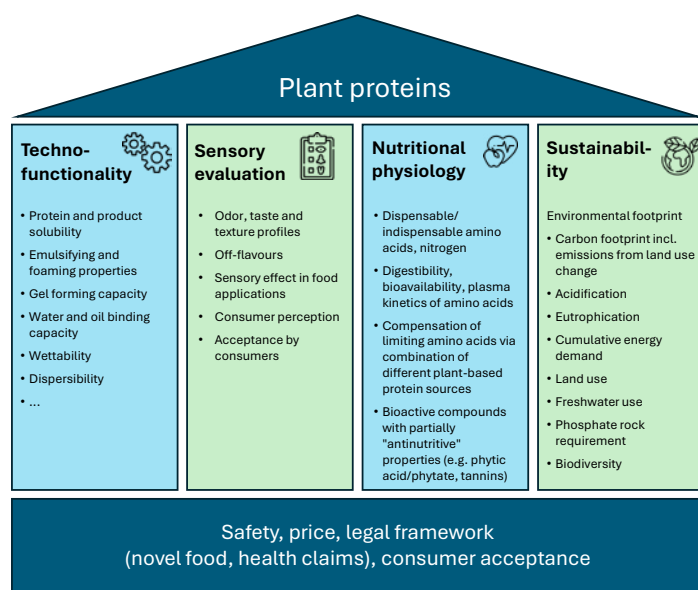 Plant proteins
Techno-
functionality
• Protein and product
solubility
• Emulsifying and
foaming properties
• Gel forming capacity
• Water and oil binding
capacity
• Wettability
• Dispersibility
• ...
Sensory
evaluation
• Odor, taste and
texture profiles
• Off-flavours
• Sensory effect in food
applications
• Consumer perception
• Acceptance by
consumers
Nutritional
physiology
• Dispensable/
indispensable amino
acids, nitrogen
• Digestibility,
bioavailability, plasma
kinetics of amino acids
• Compensation of
limiting amino acids via
combination of
different plant-based
protein sources
• Bioactive compounds
with partially
"antinutritive"
properties (e.g. phytic
acid/phytate, tannins)
Sustainabil-
ity
Environmental footprint
• Carbon footprint incl.
emissions from land use
change
• Acidification
• Eutrophication
• Cumulative energy
demand
• Land use
• Freshwater use
• Phosphate rock
requirement
• Biodiversity
Safety, price, legal framework
(novel food, health claims), consumer acceptance